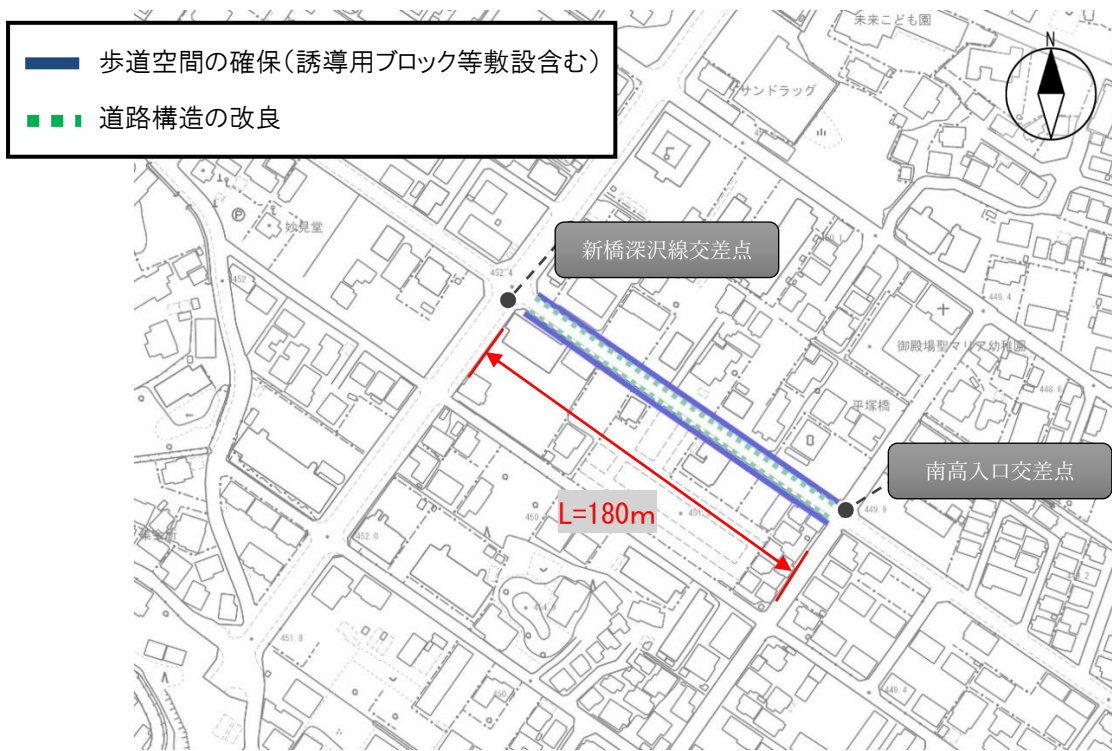 歩道空間の確保(誘導用ブロック等敷設含む)
道路構造の改良
未来こども園
N
サンドラッグ
妙見堂
新橋深沢線交差点
452.4
449.4
御殿場聖マリア幼稚園
448.6
平塚橋
南高入口交差点
449.9
L=180m
452.0
451.8
449.4